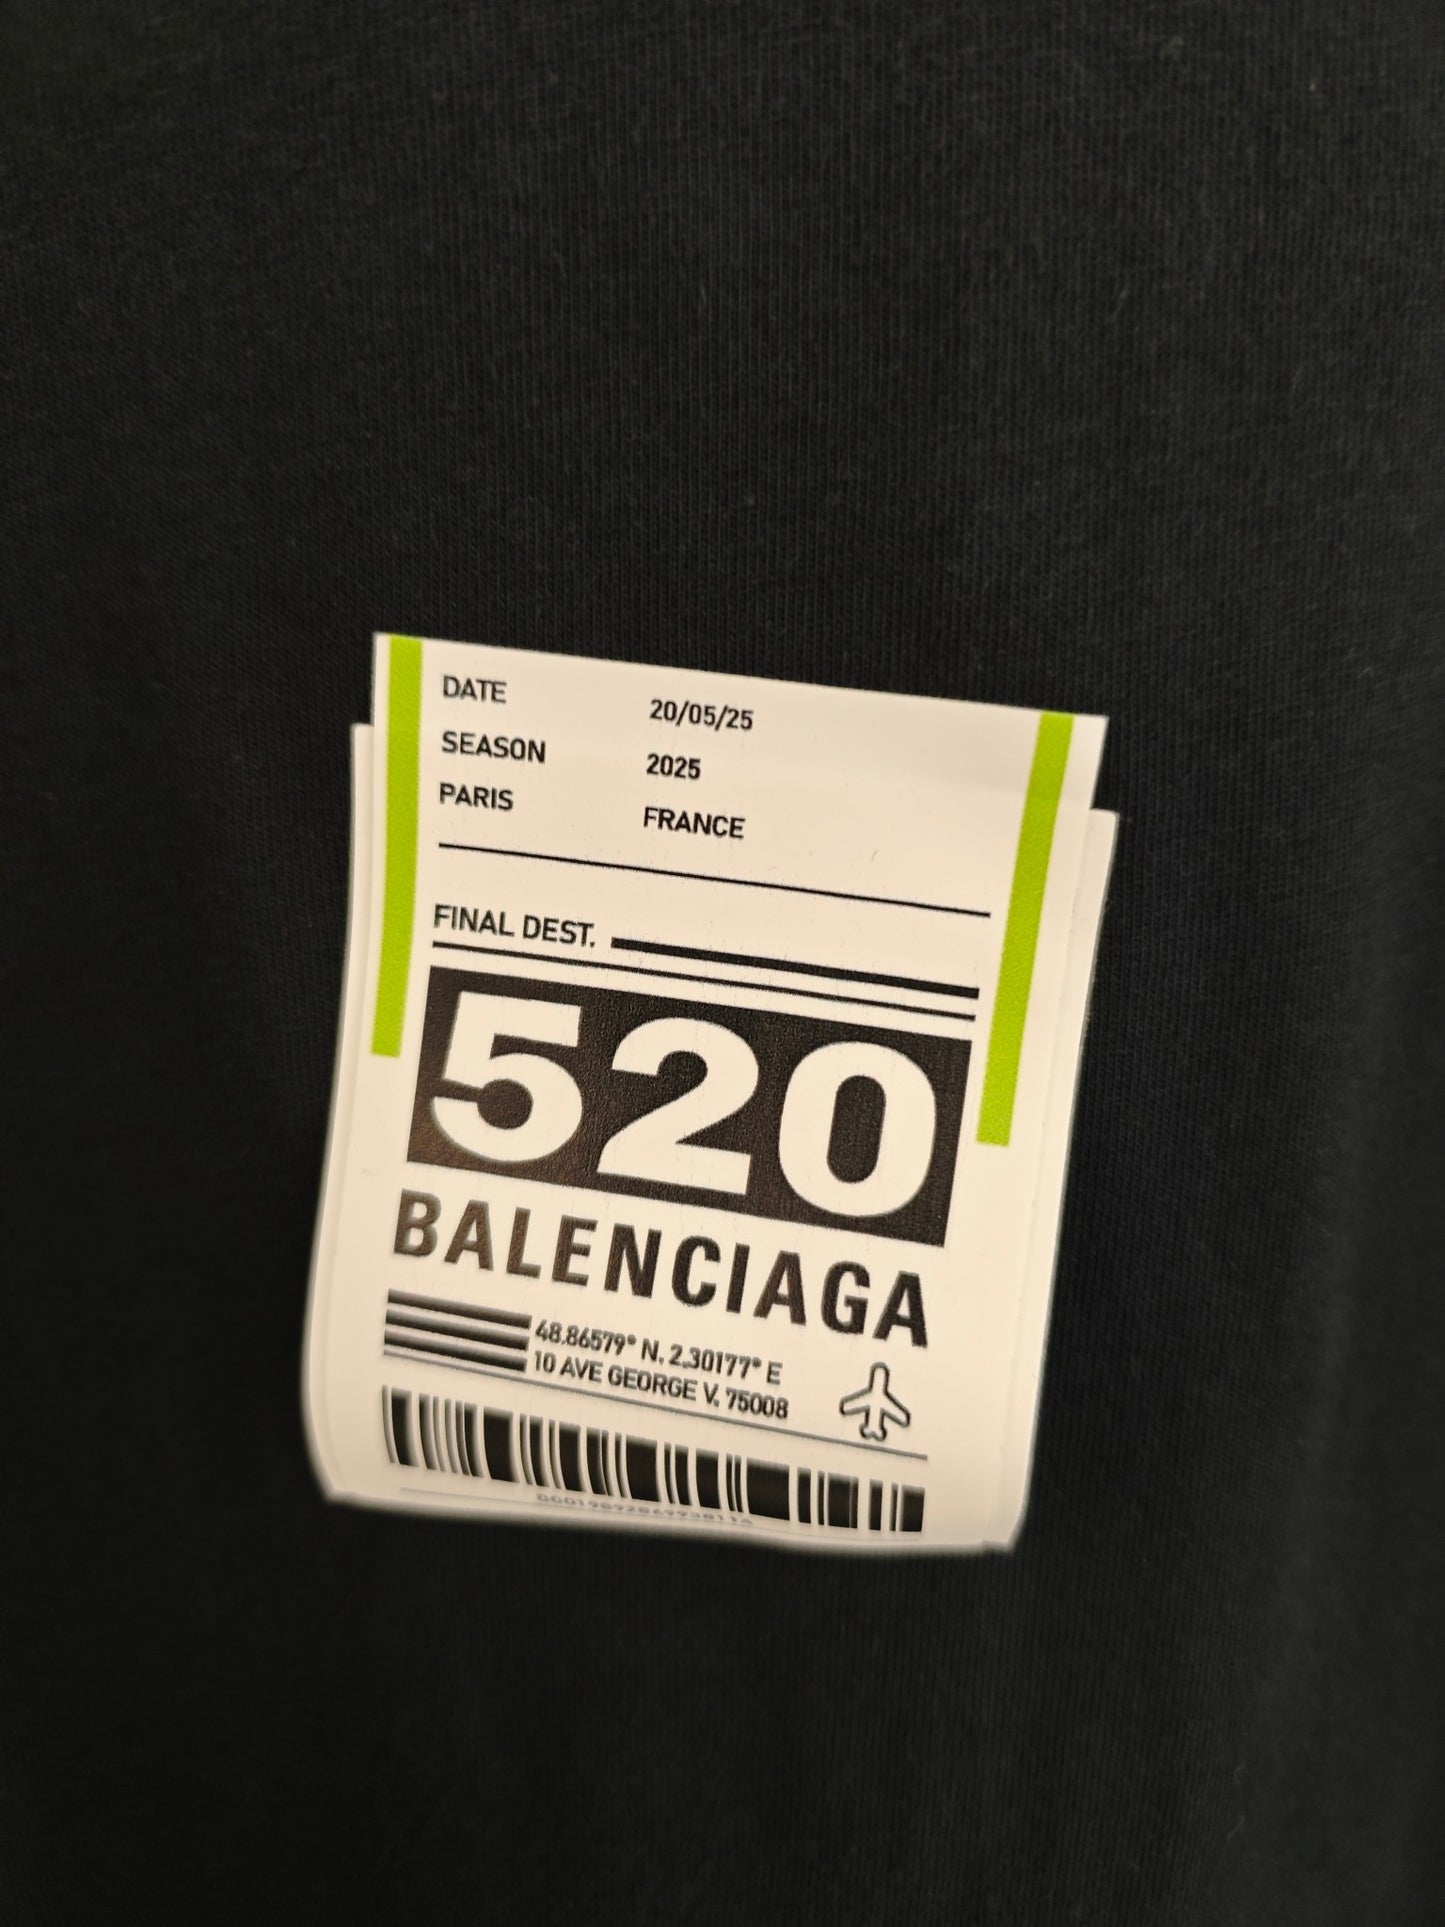 DATE 20/05/25
SEASON 2025
PARIS FRANCE
FINAL DEST.
520
BALENCIAGA
48.86579° N, 2.30177° E
10 AVE GEORGE V, 75008